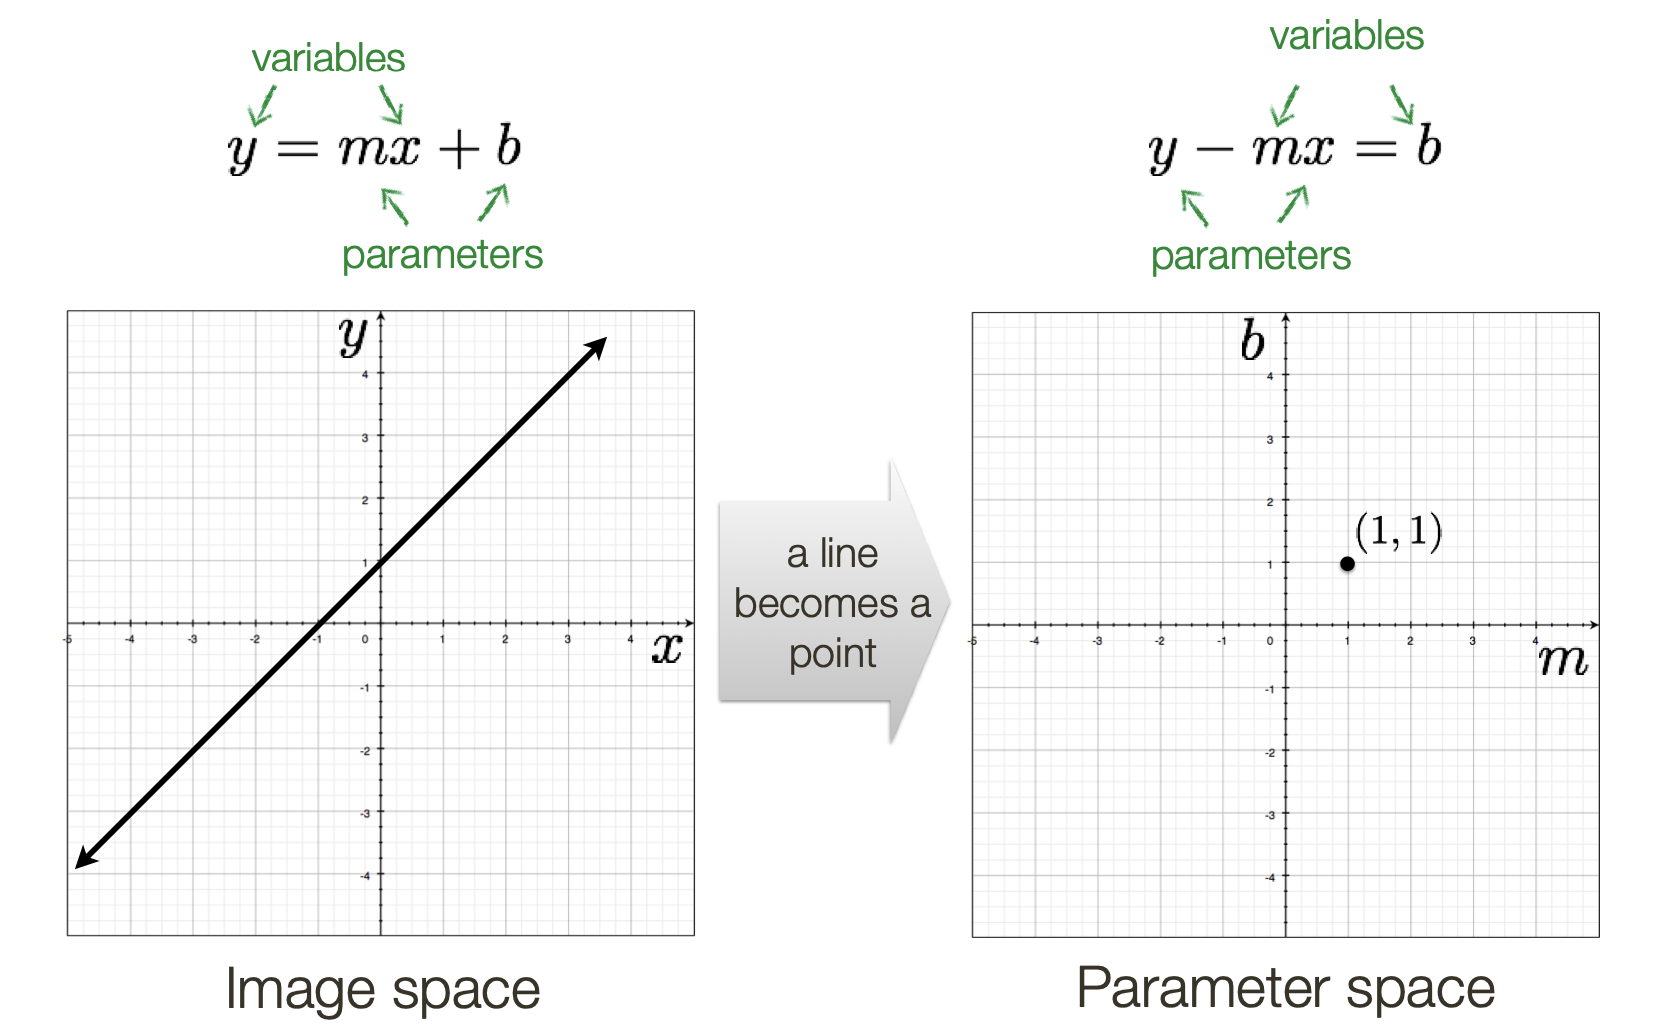 variables
y = mx + b
parameters
variables
y − mx = b
parameters
y
4
3
2
1
-5 -4 -3 -2 -1 0 1 2 3 4
x
-1
-2
-3
-4
a line
becomes a
point
b
4
3
2
(1, 1)
1
-5 -4 -3 -2 -1 0 1 2 3 4
m
-1
-2
-3
-4
Image space
Parameter space